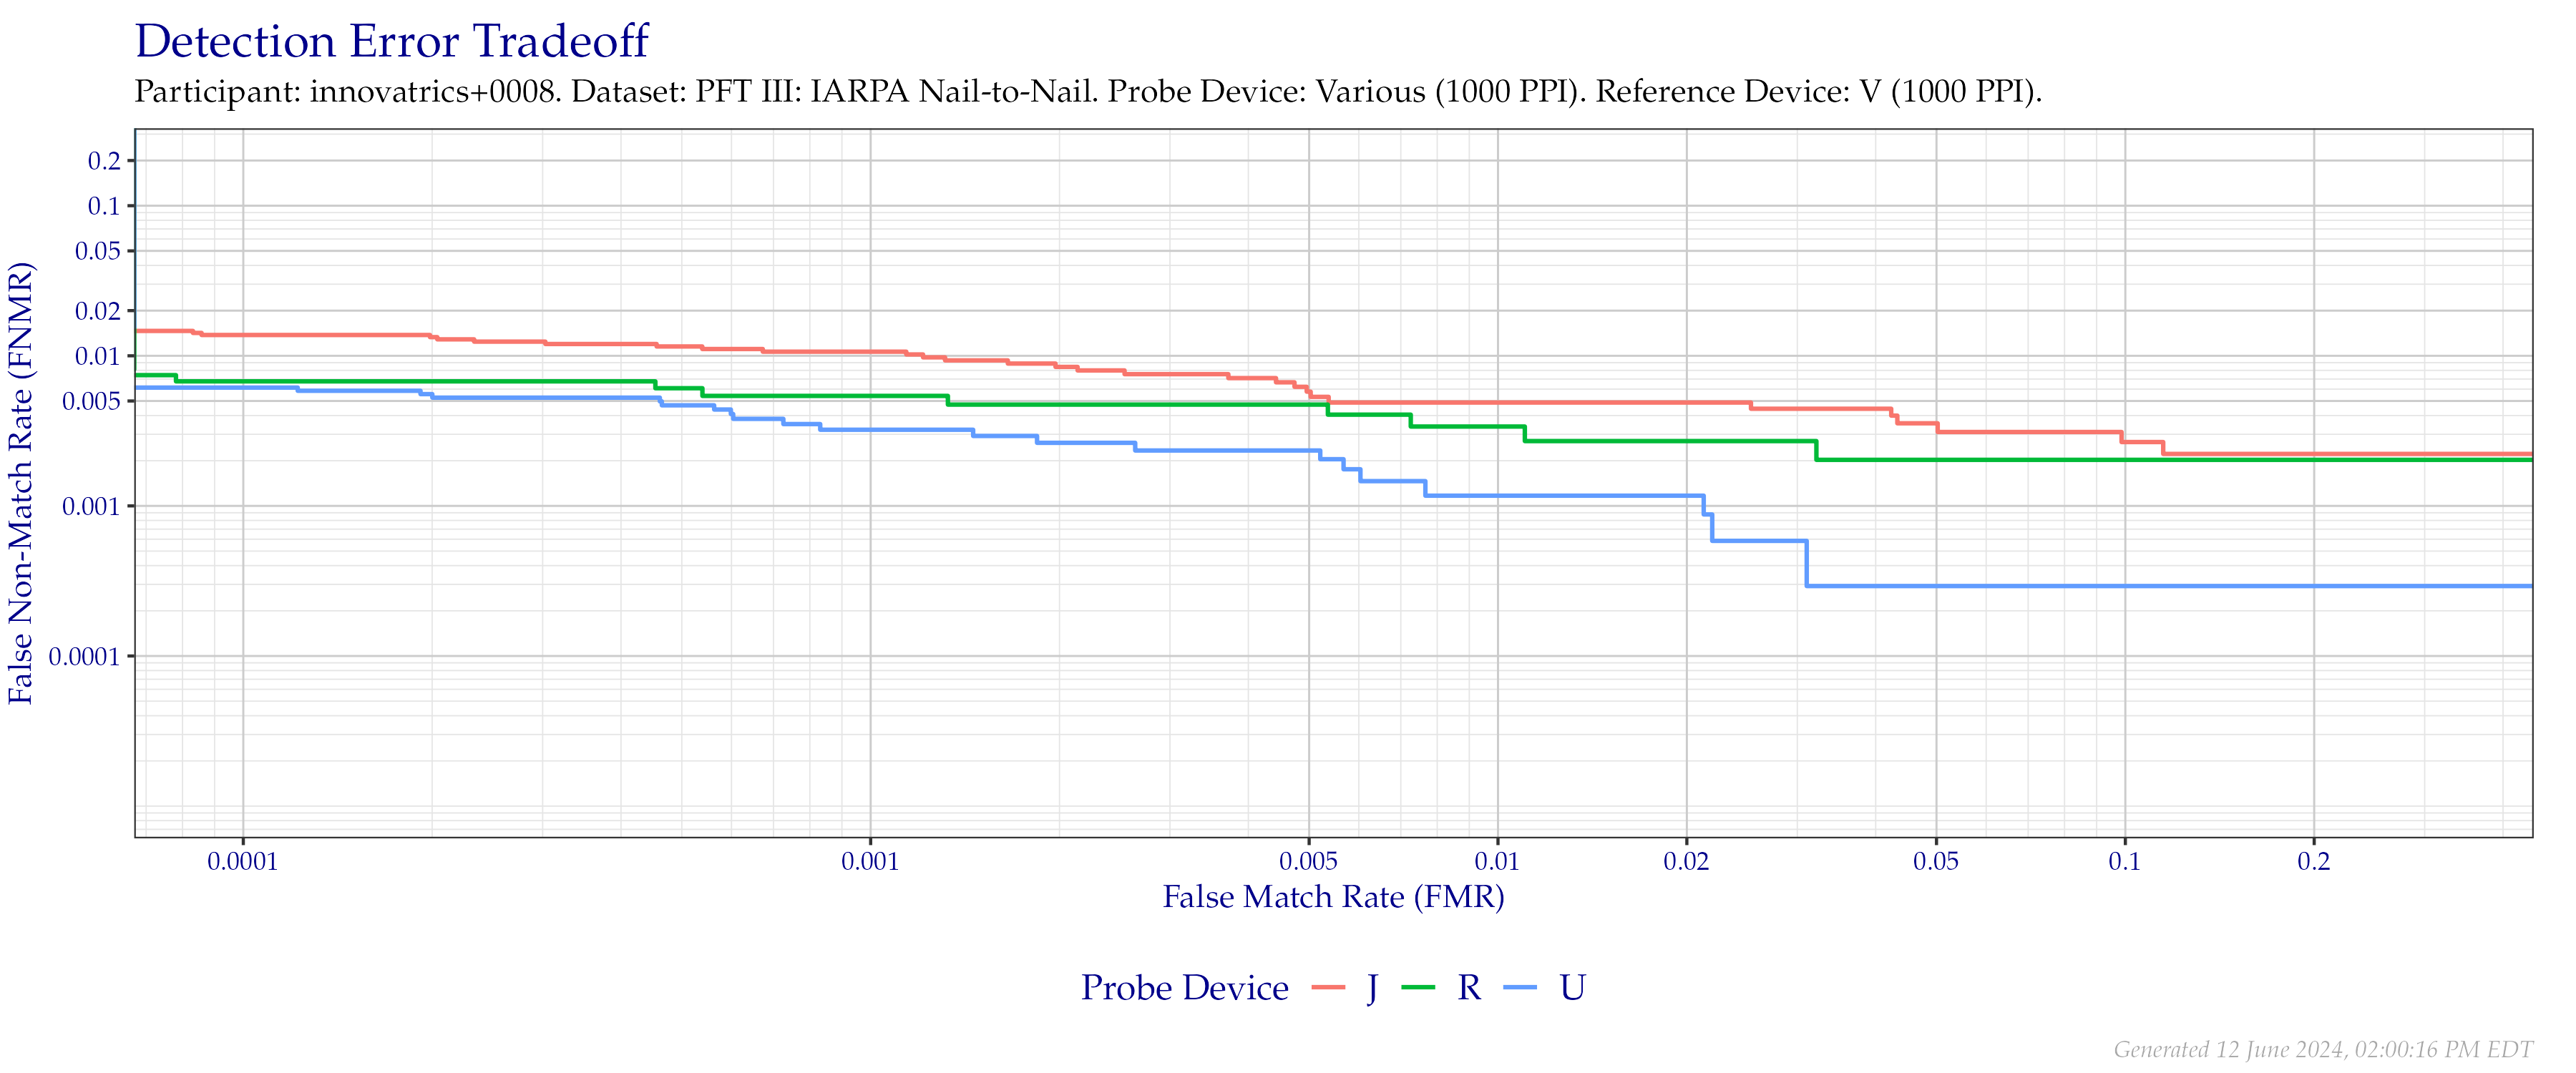 Detection Error Tradeoff
Participant: innovatrics+0008. Dataset: PFT III: IARPA Nail-to-Nail. Probe Device: Various (1000 PPI). Reference Device: V (1000 PPI).
False Non-Match Rate (FNMR)
0.2
0.1
0.05
0.02
0.01
0.005
0.001
0.0001
0.0001 0.001 0.005 0.01 0.02 0.05 0.1 0.2
False Match Rate (FMR)
Probe Device J R U
Generated 12 June 2024, 02:00:16 PM EDT